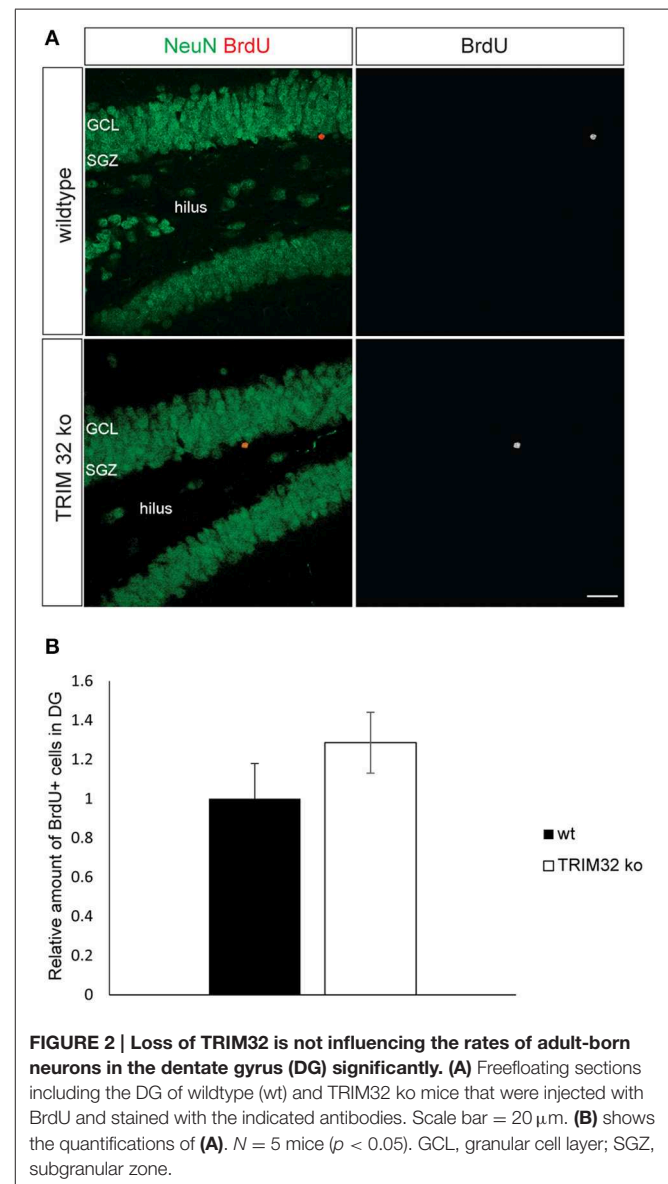 A
NeuN BrdU
BrdU
wildtype
GCL
SGZ
hilus
TRIM 32 ko
GCL
SGZ
hilus
B
Relative amount of BrdU+ cells in DG
1.6
1.4
1.2
1
0.8
0.6
0.4
0.2
0
wt
TRIM32 ko
FIGURE 2 | Loss of TRIM32 is not influencing the rates of adult-born
neurons in the dentate gyrus (DG) significantly. (A) Freefloating sections
including the DG of wildtype (wt) and TRIM32 ko mice that were injected with
BrdU and stained with the indicated antibodies. Scale bar = 20 μm. (B) shows
the quantifications of (A). N = 5 mice (p < 0.05). GCL, granular cell layer; SGZ,
subgranular zone.